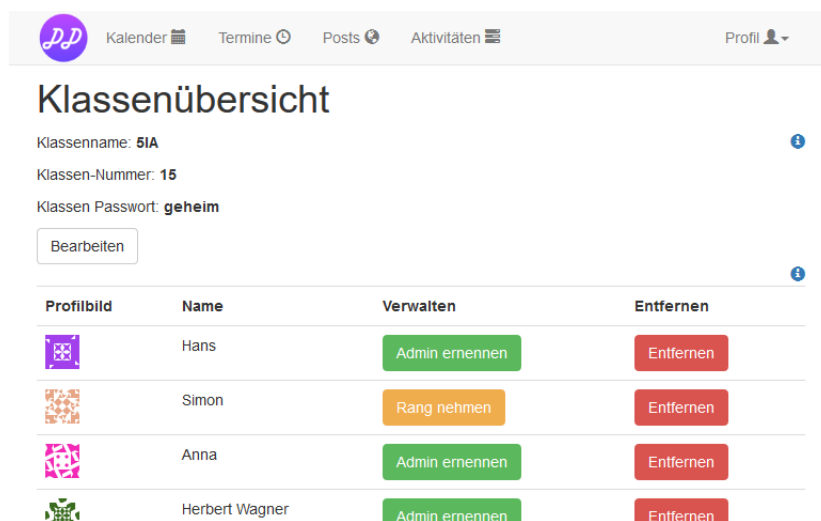 DD Kalender Termine Posts Aktivitäten Profil
Klassenübersicht
Klassenname: 5IA
Klassen-Nummer: 15
Klassen Passwort: geheim
Bearbeiten
Profilbild Name Verwalten Entfernen
Hans Admin ernennen Entfernen
Simon Rang nehmen Entfernen
Anna Admin ernennen Entfernen
Herbert Wagner Admin ernennen Entfernen